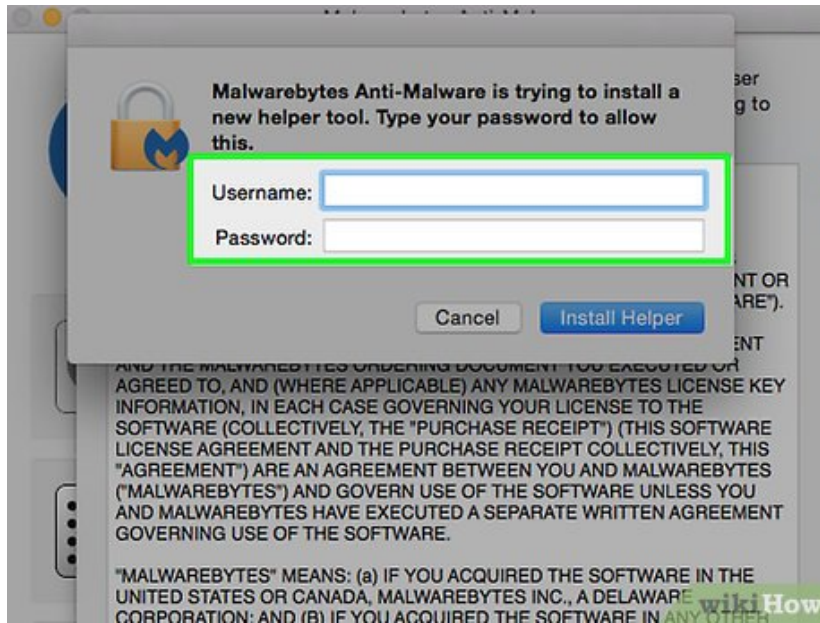 Malwarebytes Anti-Malware is trying to install a
new helper tool. Type your password to allow
this.
ser
g to
Username:
Password:
NT OR
ARE").
Cancel
Install Helper
ENT
AND THE MALWAREBYTES ORDERING DOCUMENT YOU EXECUTED OR
AGREED TO, AND (WHERE APPLICABLE) ANY MALWAREBYTES LICENSE KEY
INFORMATION, IN EACH CASE GOVERNING YOUR LICENSE TO THE
SOFTWARE (COLLECTIVELY, THE "PURCHASE RECEIPT") (THIS SOFTWARE
LICENSE AGREEMENT AND THE PURCHASE RECEIPT COLLECTIVELY, THIS
"AGREEMENT") ARE AN AGREEMENT BETWEEN YOU AND MALWAREBYTES
("MALWAREBYTES") AND GOVERN USE OF THE SOFTWARE UNLESS YOU
AND MALWAREBYTES HAVE EXECUTED A SEPARATE WRITTEN AGREEMENT
GOVERNING USE OF THE SOFTWARE.
"MALWAREBYTES" MEANS: (a) IF YOU ACQUIRED THE SOFTWARE IN THE
UNITED STATES OR CANADA, MALWAREBYTES INC., A DELAWARE
CORPORATION; AND (B) IF YOU ACQUIRED THE SOFTWARE IN ANY OTHER
wikiHow